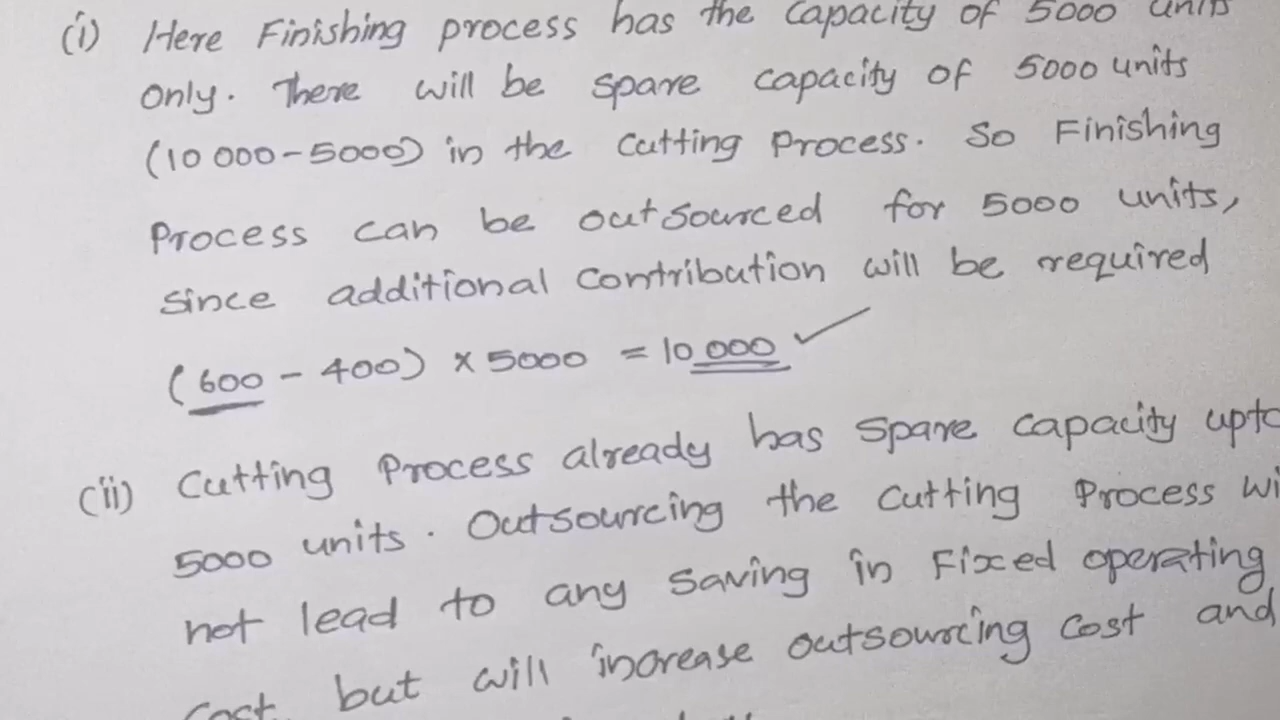 (i) Here Finishing process has the capacity of 5000 units
only. There will be spare capacity of 5000 units
(10 000-5000) in the cutting Process. So Finishing
Process can be outsourced for 5000 units,
since additional contribution will be required
(600 - 400) x 5000 = 10 000 ✓
(ii) Cutting Process already has spare capacity upto
5000 units. Outsourcing the cutting Process wi
not lead to any saving in Fixed operating
cost, but will increase outsourcing cost and